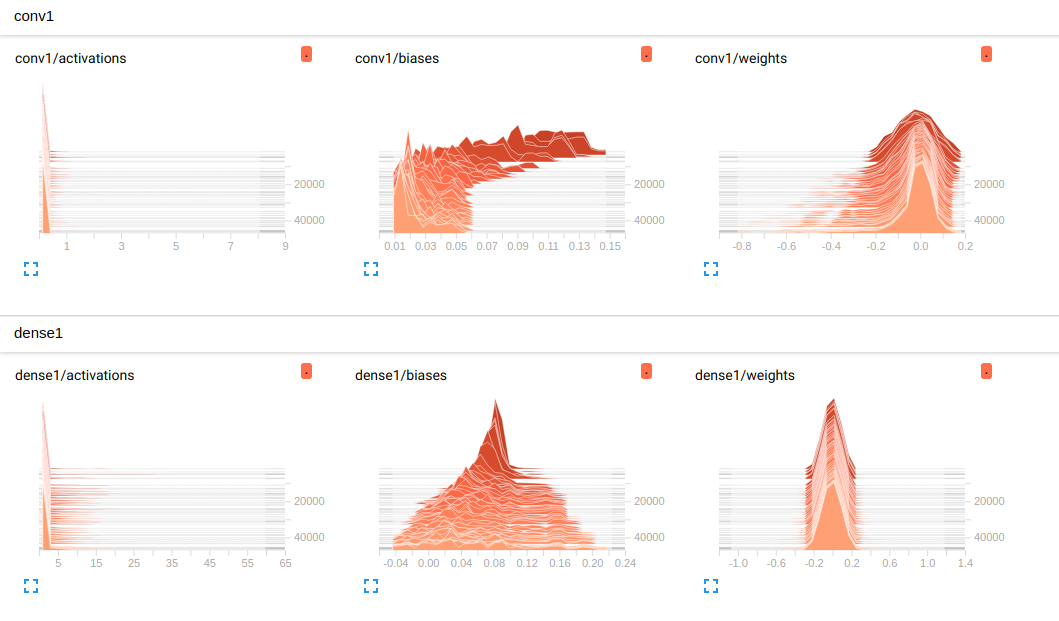 conv1
conv1/activations
conv1/biases
conv1/weights
20000
40000
1 3 5 7 9
20000
40000
0.01 0.03 0.05 0.07 0.09 0.11 0.13 0.15
20000
40000
-0.8 -0.6 -0.4 -0.2 0.0 0.2
dense1
dense1/activations
dense1/biases
dense1/weights
20000
40000
5 15 25 35 45 55 65
20000
40000
-0.04 0.00 0.04 0.08 0.12 0.16 0.20 0.24
20000
40000
-1.0 -0.6 -0.2 0.2 0.6 1.0 1.4